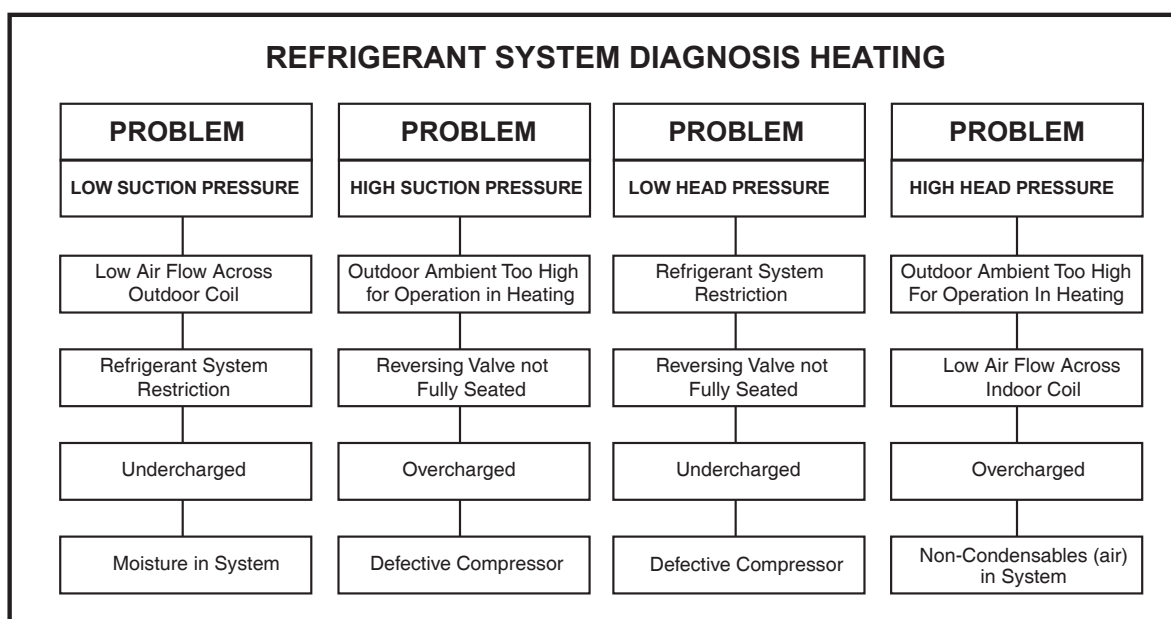 REFRIGERANT SYSTEM DIAGNOSIS HEATING
PROBLEM
LOW SUCTION PRESSURE
Low Air Flow Across
Outdoor Coil
Refrigerant System
Restriction
Undercharged
Moisture in System
PROBLEM
HIGH SUCTION PRESSURE
Outdoor Ambient Too High
for Operation in Heating
Reversing Valve not
Fully Seated
Overcharged
Defective Compressor
PROBLEM
LOW HEAD PRESSURE
Refrigerant System
Restriction
Reversing Valve not
Fully Seated
Undercharged
Defective Compressor
PROBLEM
HIGH HEAD PRESSURE
Outdoor Ambient Too High
For Operation In Heating
Low Air Flow Across
Indoor Coil
Overcharged
Non-Condensables (air)
in System